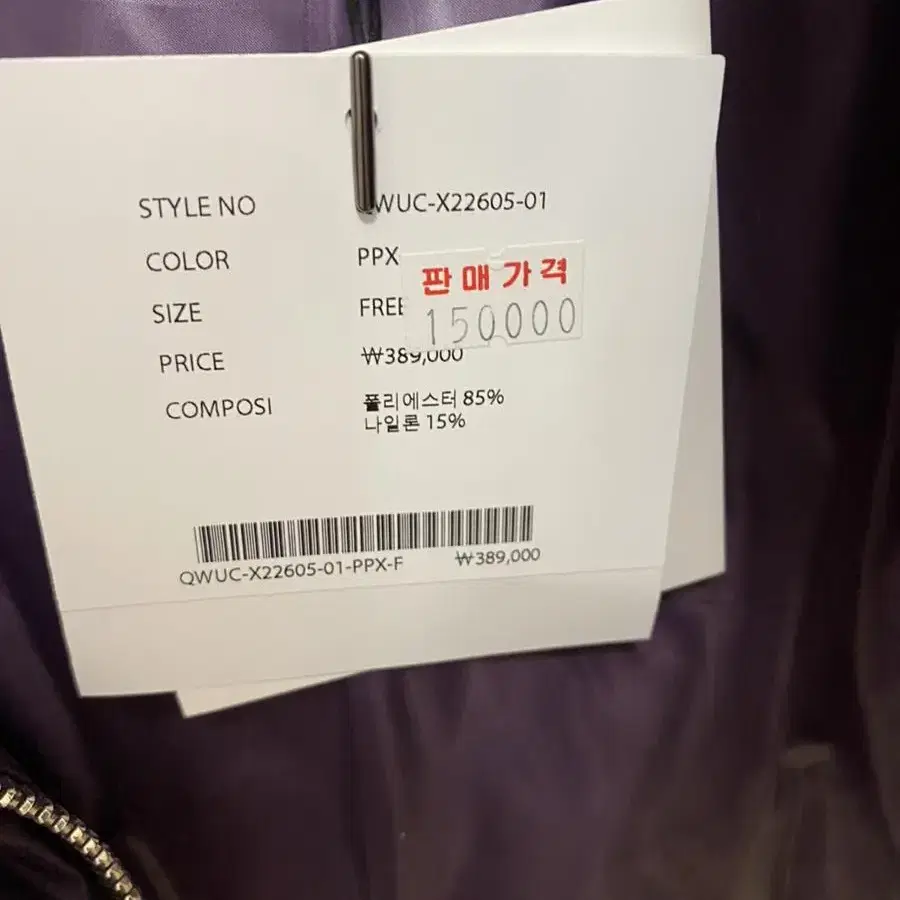 STYLE NO QWUC-X22605-01
COLOR PPX
판매가격
SIZE FREE
150000
PRICE ₩389,000
COMPOSI 폴리에스터 85%
나일론 15%
QWUC-X22605-01-PPX-F ₩389,000